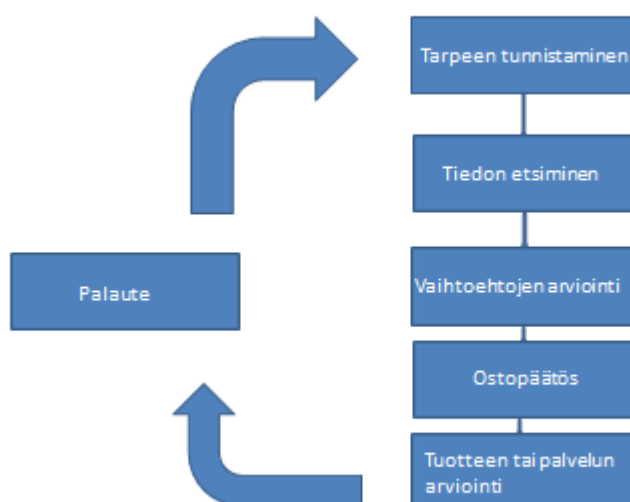 Tarpeen tunnistaminen
Tiedon etsiminen
Vaihtoehtojen arviointi
Ostopäätös
Tuotteen tai palvelun
arviointi
Palaute